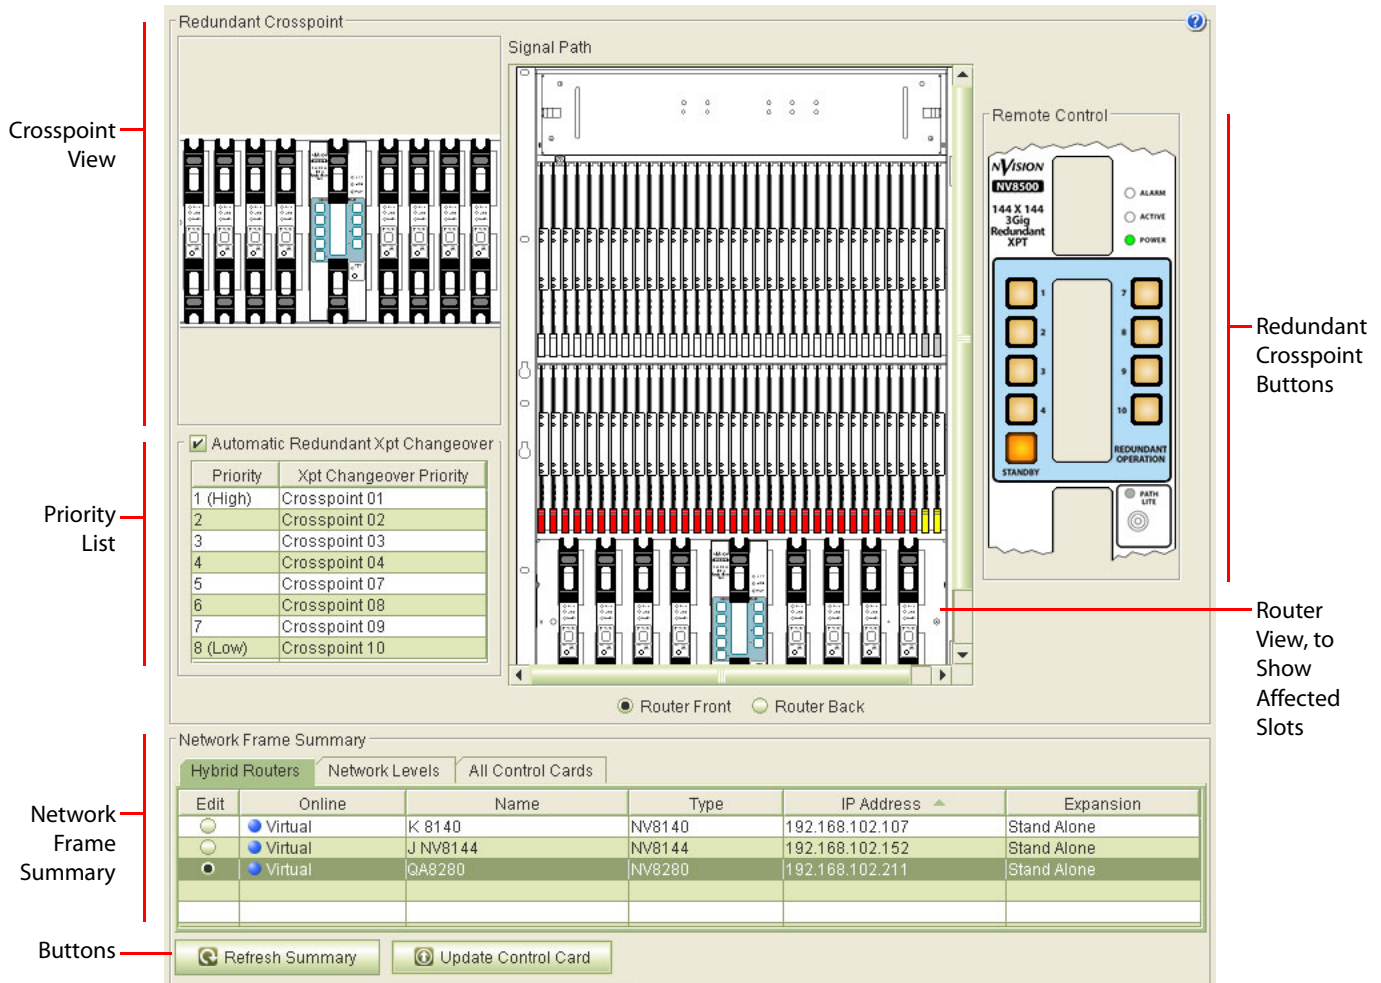 Redundant Crosspoint
Signal Path
Crosspoint
View
Remote Control
NVISION
NV8500
144 X 144
3Gig
Redundant
XPT
ALARM
ACTIVE
POWER
1
2
3
4
7
8
9
10
STANDBY
REDUNDANT
OPERATION
PATH
LITE
Redundant
Crosspoint
Buttons
Automatic Redundant Xpt Changeover
Priority Xpt Changeover Priority
1 (High) Crosspoint 01
2 Crosspoint 02
3 Crosspoint 03
4 Crosspoint 04
5 Crosspoint 07
6 Crosspoint 08
7 Crosspoint 09
8 (Low) Crosspoint 10
Priority
List
Router
View, to
Show
Affected
Slots
Router Front Router Back
Network Frame Summary
Hybrid Routers Network Levels All Control Cards
Edit Online Name Type IP Address Expansion
Virtual K 8140 NV8140 192.168.102.107 Stand Alone
Virtual J NV8144 NV8144 192.168.102.152 Stand Alone
Virtual QA8280 NV8280 192.168.102.211 Stand Alone
Network
Frame
Summary
Buttons
Refresh Summary Update Control Card